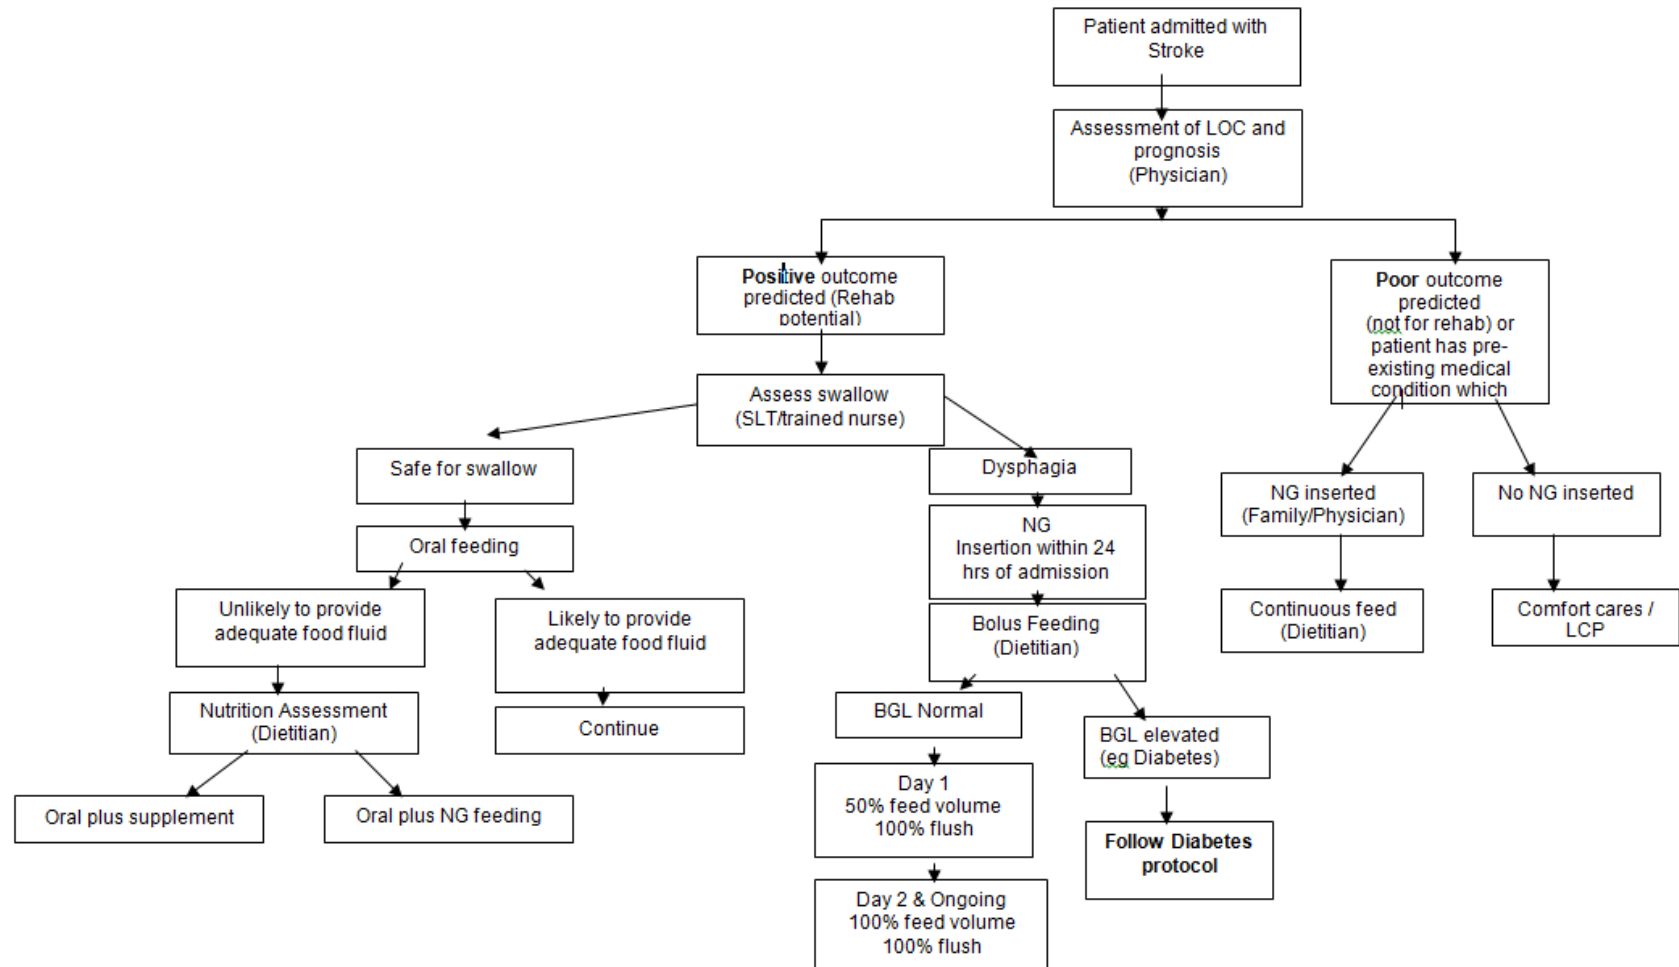 Patient admitted with
Stroke
Assessment of LOC and
prognosis
(Physician)
Positive outcome
predicted (Rehab
potential)
Poor outcome
predicted
(not for rehab) or
patient has pre-
existing medical
condition which
Assess swallow
(SLT/trained nurse)
Safe for swallow
Dysphagia
NG inserted
(Family/Physician)
No NG inserted
Oral feeding
NG
Insertion within 24
hrs of admission
Unlikely to provide
adequate food fluid
Likely to provide
adequate food fluid
Bolus Feeding
(Dietitian)
Continuous feed
(Dietitian)
Comfort cares /
LCP
Nutrition Assessment
(Dietitian)
Continue
BGL Normal
BGL elevated
(eg Diabetes)
Oral plus supplement
Oral plus NG feeding
Day 1
50% feed volume
100% flush
Follow Diabetes
protocol
Day 2 & Ongoing
100% feed volume
100% flush